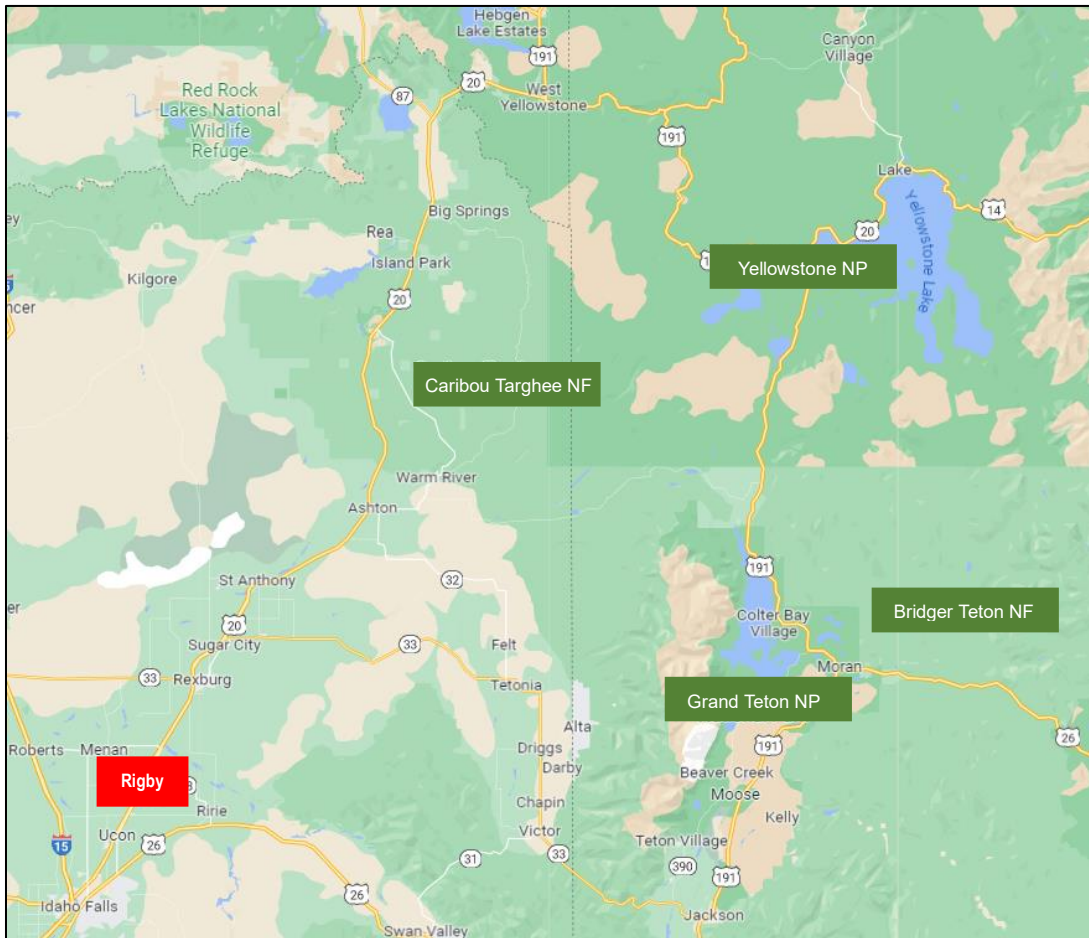 Hebgen
Lake Estates
191
Canyon
Village
20
West
Yellowstone
87
Red Rock
Lakes National
Wildlife
Refuge
191
Lake
14
Yellowstone Lake
20
Big Springs
Rea
Island Park
Kilgore
Yellowstone NP
20
Caribou Targhee NF
Warm River
Ashton
191
St Anthony
32
Colter Bay
Village
Bridger Teton NF
20
Sugar City
33
Felt
Moran
33
Rexburg
Tetonia
Grand Teton NP
Alta
26
Roberts
Menan
Driggs
Darby
191
Rigby
Beaver Creek
Moose
Ririe
Chapin
Kelly
Ucon
26
Victor
Teton Village
15
31
33
390
191
26
Idaho Falls
Jackson
Swan Valley